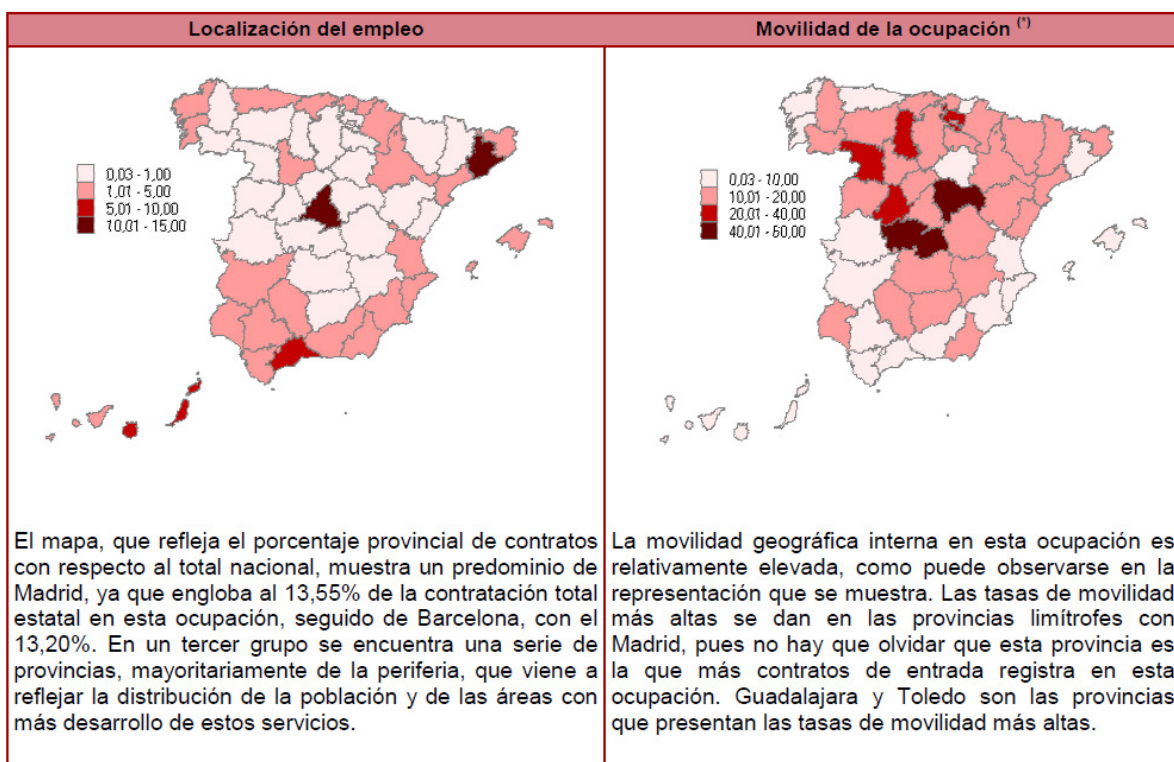 Localización del empleo
Movilidad de la ocupación (*)
0,03 - 1,00
1,01 - 5,00
5,01 - 10,00
10,01 - 15,00
0,03 - 10,00
10,01 - 20,00
20,01 - 40,00
40,01 - 60,00
El mapa, que refleja el porcentaje provincial de contratos
con respecto al total nacional, muestra un predominio de
Madrid, ya que engloba al 13,55% de la contratación total
estatal en esta ocupación, seguido de Barcelona, con el
13,20%. En un tercer grupo se encuentra una serie de
provincias, mayoritariamente de la periferia, que viene a
reflejar la distribución de la población y de las áreas con
más desarrollo de estos servicios.
La movilidad geográfica interna en esta ocupación es
relativamente elevada, como puede observarse en la
representación que se muestra. Las tasas de movilidad
más altas se dan en las provincias limítrofes con
Madrid, pues no hay que olvidar que esta provincia es
la que más contratos de entrada registra en esta
ocupación. Guadalajara y Toledo son las provincias
que presentan las tasas de movilidad más altas.